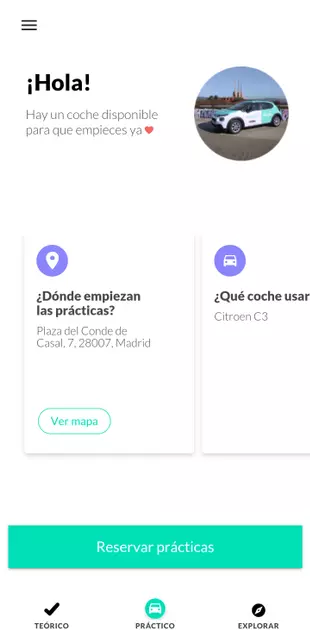 ¡Hola!
Hay un coche disponible
para que empieces ya
¿Dónde empiezan
las prácticas?
Plaza del Conde de
Casal, 7, 28007, Madrid
Ver mapa
¿Qué coche usar
Citroen C3
Reservar prácticas
TEÓRICO
PRÁCTICO
EXPLORAR